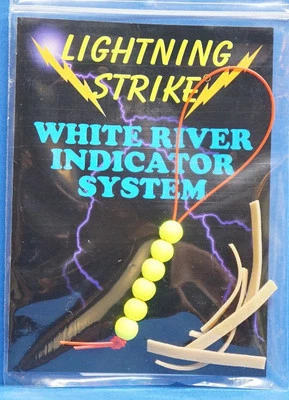 LIGHTNING
STRIKE
WHITE RIVER
INDICATOR
SYSTEM